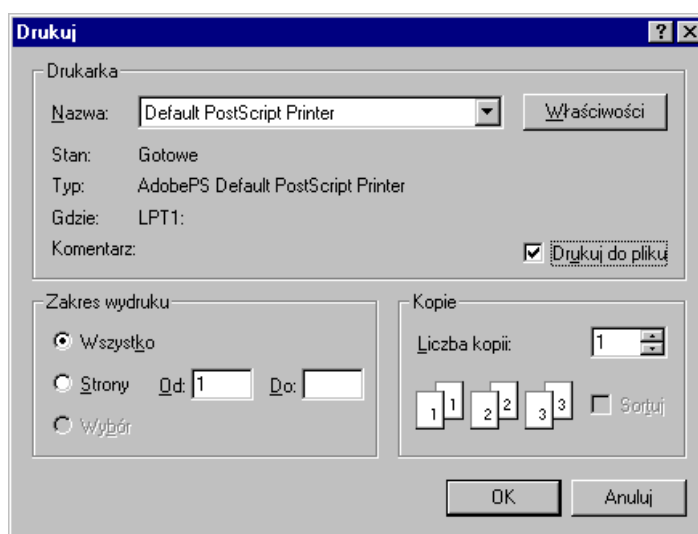 Drukuj
Drukarka
Nazwa: Default PostScript Printer Właściwości
Stan: Gotowe
Typ: AdobePS Default PostScript Printer
Gdzie: LPT1:
Komentarz:
Drukuj do pliku
Zakres wydruku
Wszystko
Strony Od: 1 Do:
Wybór
Kopie
Liczba kopii: 1
1 1 2 2 3 3 Sortuj
OK Anuluj